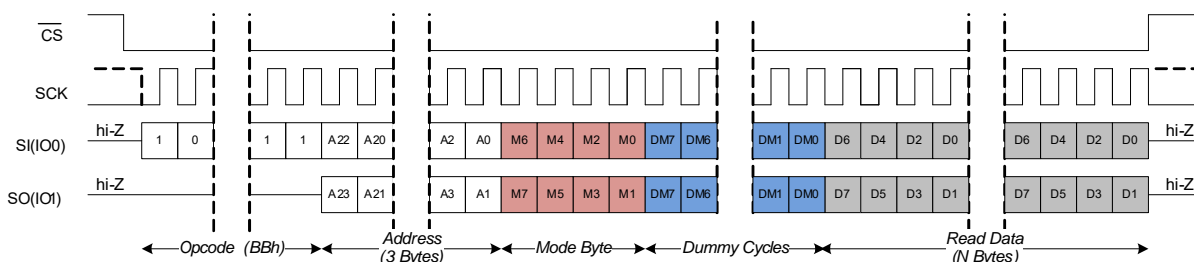 CS
SCK
SI(IO0) hi-Z 1 0 1 1 A22 A20 A2 A0 M6 M4 M2 M0 DM7 DM6 DM1 DM0 D6 D4 D2 D0 D6 D4 D2 D0 hi-Z
SO(IO1) hi-Z A23 A21 A3 A1 M7 M5 M3 M1 DM7 DM6 DM1 DM0 D7 D5 D3 D1 D7 D5 D3 D1 hi-Z
Opcode (BBh) Address Mode Byte Dummy Cycles Read Data
(3 Bytes) (N Bytes)